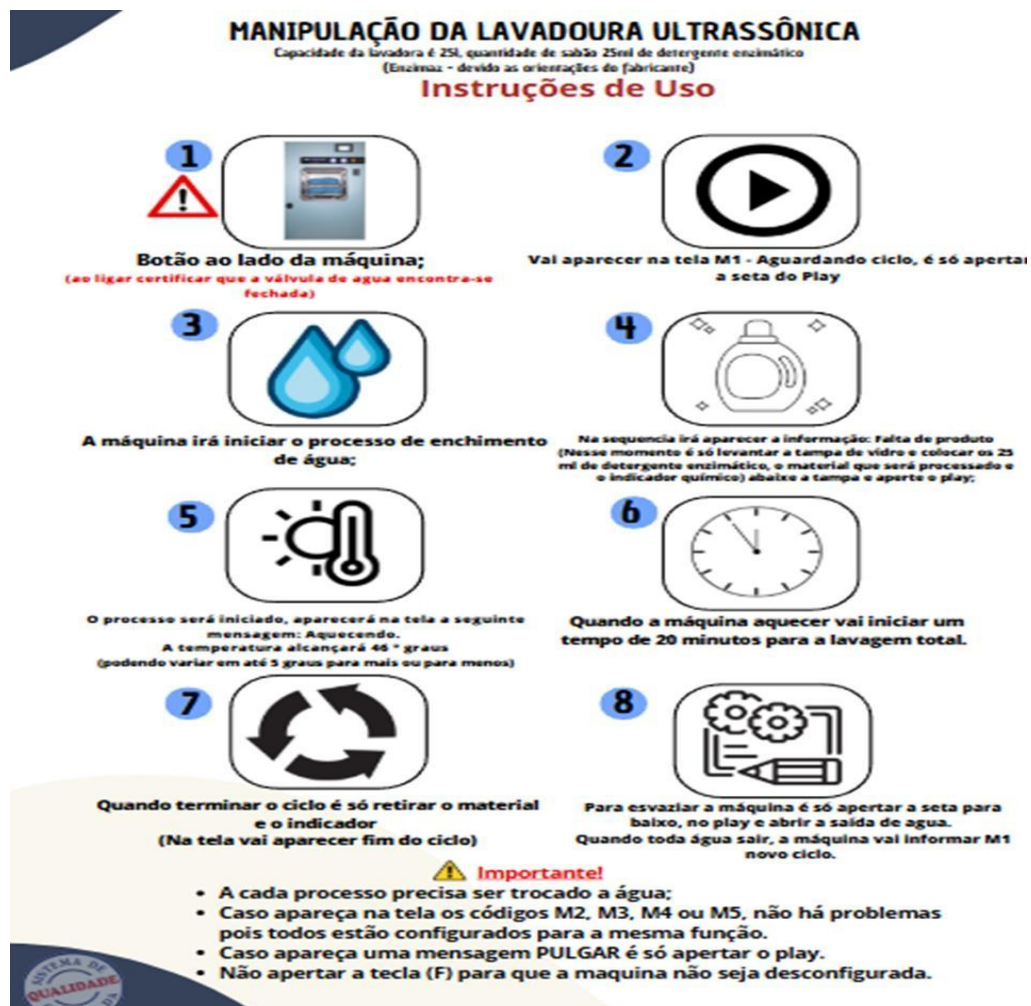 MANIPULAÇÃO DA LAVADOURA ULTRASSÔNICA
Capacidade da lavadora é 25l, quantidade de sabão 25ml de detergente enzimático
(Enzimaz - devido as orientações do fabricante)
Instruções de Uso
1
Botão ao lado da máquina;
(ao ligar certificar que a válvula de agua encontra-se
fechada)
2
Vai aparecer na tela M1 - Aguardando ciclo, é só apertar
a seta do Play
3
A máquina irá iniciar o processo de enchimento
de água;
4
Na sequencia irá aparecer a informação: Falta de produto
(Nesse momento é só levantar a tampa de vidro e colocar os 25
ml de detergente enzimático, o material que será processado e
o indicador químico) abaixe a tampa e aperte o play;
5
O processo será iniciado, aparecerá na tela a seguinte
mensagem: Aquecendo.
A temperatura alcançará 46 ° graus
(podendo variar em até 5 graus para mais ou para menos)
6
Quando a máquina aquecer vai iniciar um
tempo de 20 minutos para a lavagem total.
7
Quando terminar o ciclo é só retirar o material
e o indicador
(Na tela vai aparecer fim do ciclo)
8
Para esvaziar a máquina é só apertar a seta para
baixo, no play e abrir a saída de agua.
Quando toda água sair, a máquina vai informar M1
novo ciclo.
Importante!
• A cada processo precisa ser trocado a água;
• Caso apareça na tela os códigos M2, M3, M4 ou M5, não há problemas
pois todos estão configurados para a mesma função.
• Caso apareça uma mensagem PULGAR é só apertar o play.
• Não apertar a tecla (F) para que a maquina não seja desconfigurada.
SISTEMA DE
QUALIDADE